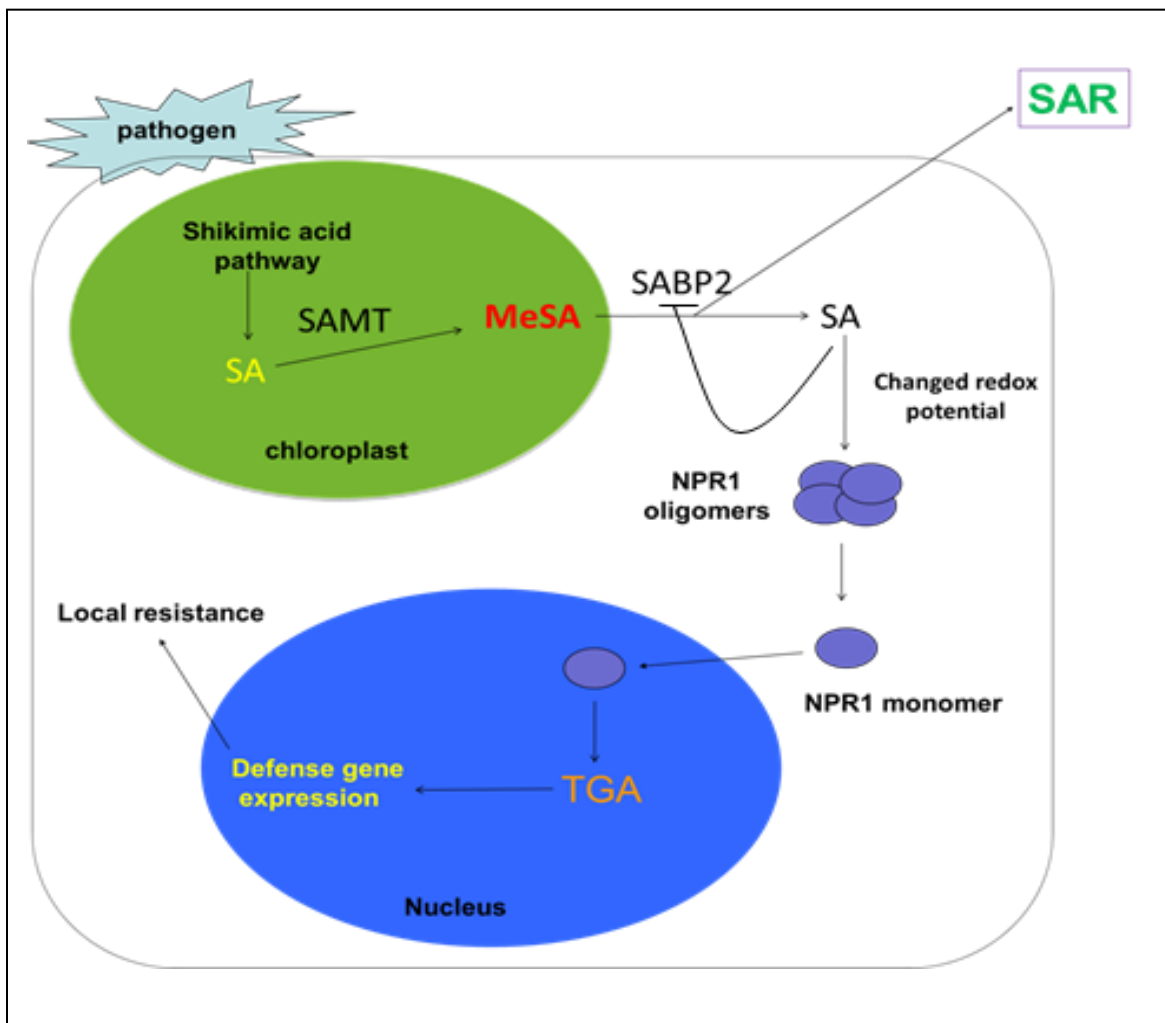 SAR
pathogen
Shikimic acid
pathway
SAMT
SA
MeSA
chloroplast
SABP2
SA
Changed redox
potential
NPR1
oligomers
NPR1 monomer
Local resistance
Defense gene
expression
TGA
Nucleus